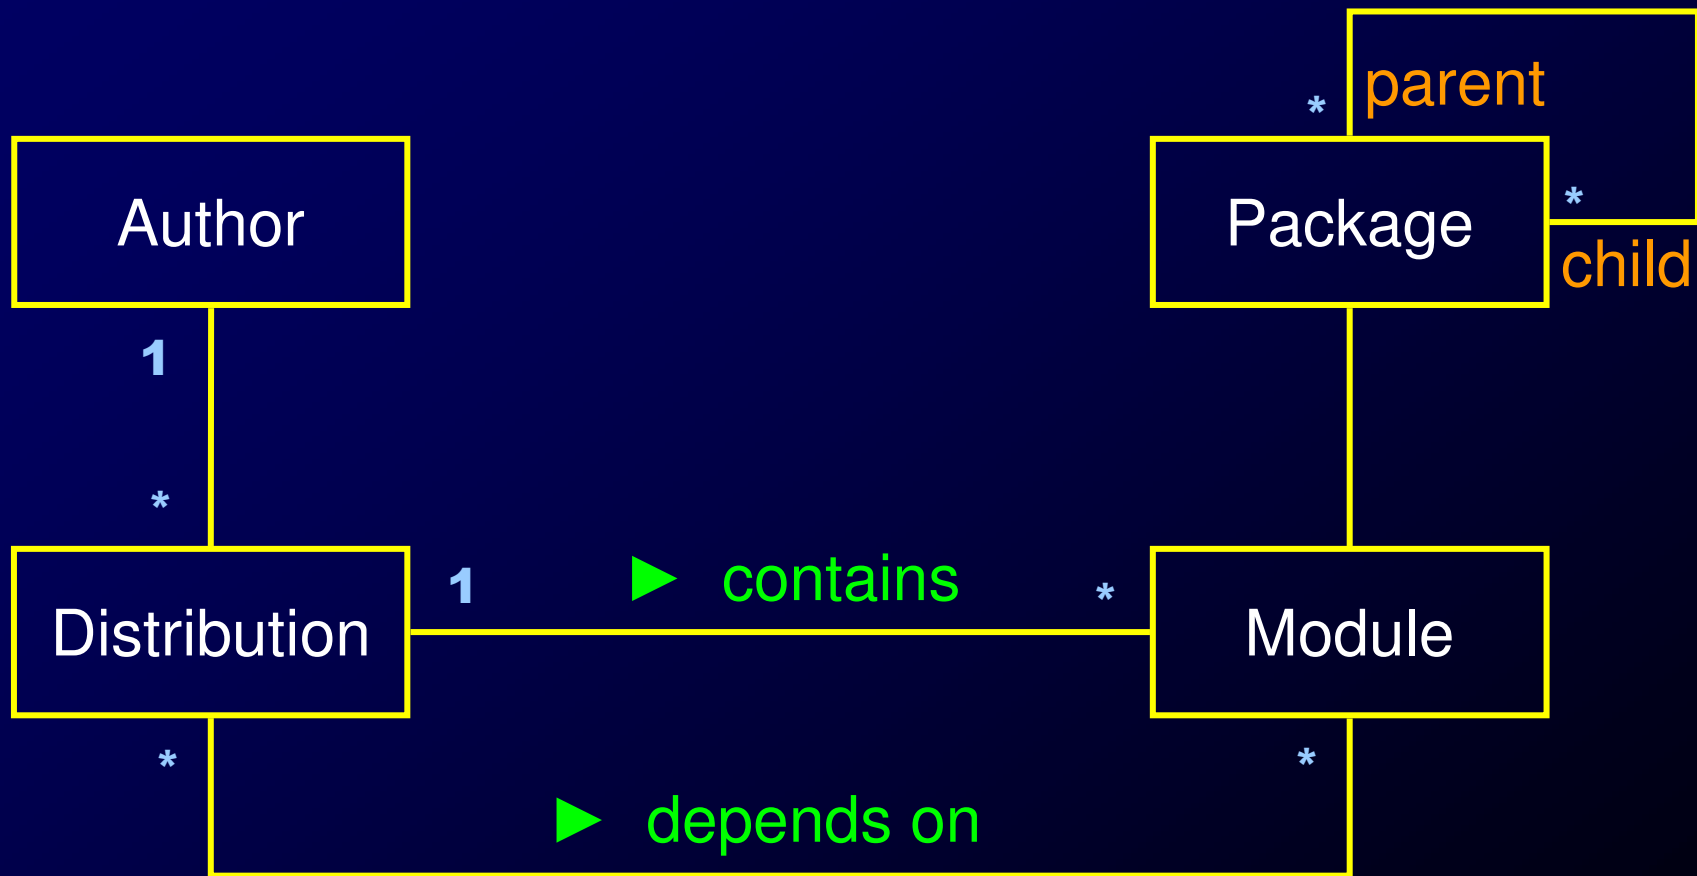 parent
*
Author
Package
*
child
1
*
1
► contains
*
Distribution
Module
*
*
► depends on